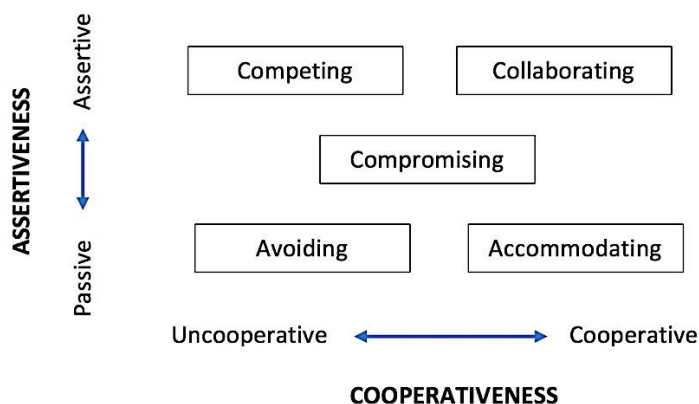 ASSERTIVENESS
Assertive
Passive
Competing
Collaborating
Compromising
Avoiding
Accommodating
Uncooperative
Cooperative
COOPERATIVENESS